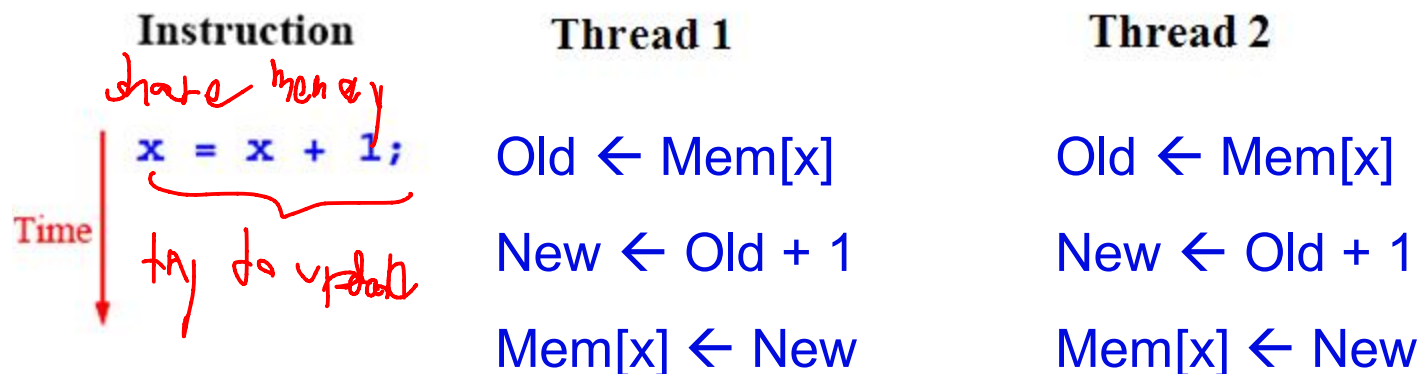 Instruction Thread 1 Thread 2
share memory
x = x + 1; Old ← Mem[x] Old ← Mem[x]
Time New ← Old + 1 New ← Old + 1
try to update
Mem[x] ← New Mem[x] ← New